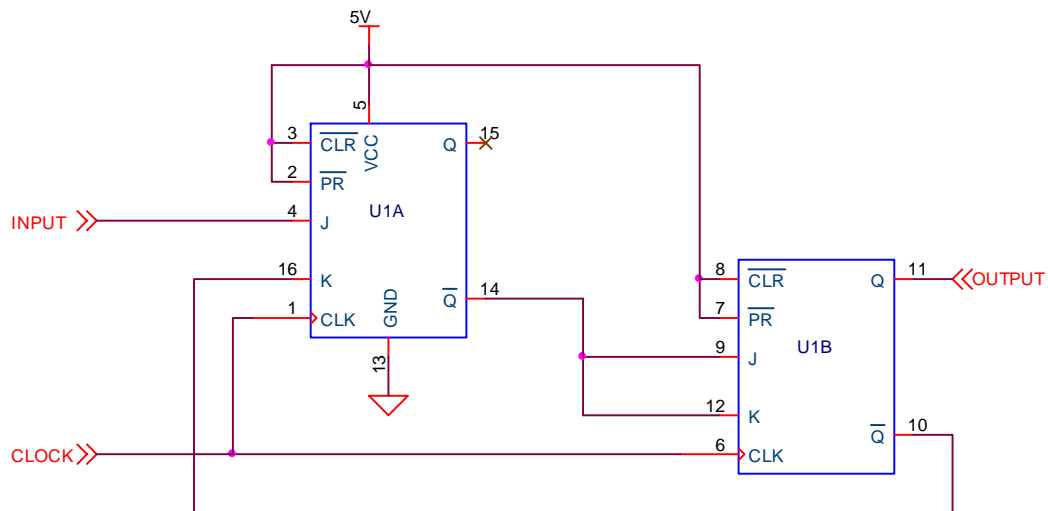 5V
5
VCC
3
CLR
Q
15
2
PR
U1A
INPUT
4
J
16
K
Q
14
1
CLK
GND
13
8
CLR
Q
11
OUTPUT
7
PR
U1B
9
J
12
K
Q
10
CLOCK
6
CLK